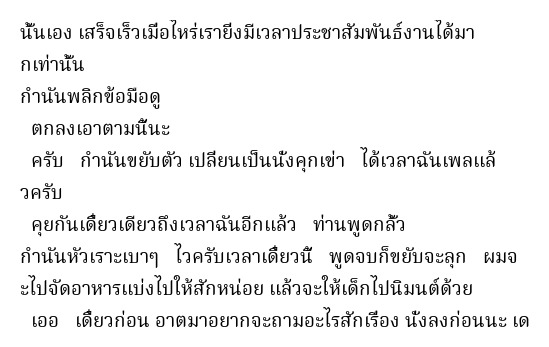 นั้นเอง เสร็จเร็วเมื่อไหร่เรายิ่งมีเวลาประชาสัมพันธ์งานได้มา
กเท่านั้น
กำนันพลิกข้อมือดู
ตกลงเอาตามนี้นะ
ครับ กำนันขยับตัว เปลี่ยนเป็นนั่งคุกเข่า ได้เวลาฉันเพลแล้
วครับ
คุยกันเดี๋ยวเดียวถึงเวลาฉันอีกแล้ว ท่านพูดกลั้ว
กำนันหัวเราะเบาๆ ไวครับเวลาเดี๋ยวนี้ พูดจบก็ขยับจะลุก ผมจ
ะไปจัดอาหารแบ่งไปให้สักหน่อย แล้วจะให้เด็กไปนิมนต์ด้วย
เออ เดี๋ยวก่อน อาตมาอยากจะถามอะไรสักเรื่อง นั่งลงก่อนนะ เด